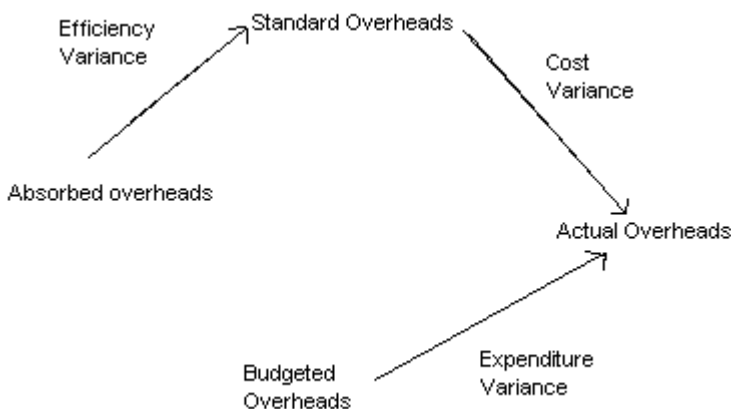 Efficiency
Variance
Standard Overheads
Cost
Variance
Absorbed overheads
Actual Overheads
Budgeted
Overheads
Expenditure
Variance